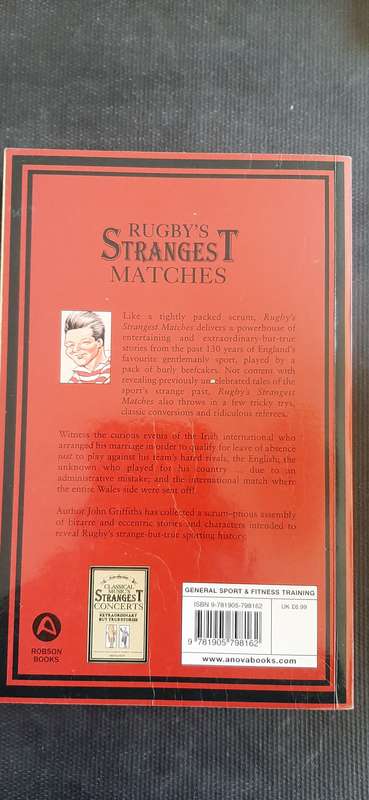 RUGBY'S
STRANGEST
MATCHES
Like a tightly packed scrum, Rugby's
Strangest Matches delivers a powerhouse of
entertaining and extraordinary-but-true
stories from the past 130 years of England's
favourite gentlemanly sport, played by a
pack of burly beefcakes. Not content with
revealing previously uncelebrated tales of the
sport's strange past, Rugby's Strangest
Matches also throws in a few tricky trys,
classic conversions and ridiculous referees.
Witness the curious events of the Irish international who
arranged his marriage in order to qualify for leave of absence
not to play against his team's hated rivals, the English; the
unknown who played for his country ... due to an
administrative mistake; and the international match where
the entire Wales side were sent off!
Author John Griffiths has collected a scrum-ptious assembly
of bizarre and eccentric stories and characters intended to
reveal Rugby's strange-but-true sporting history.
CLASSICAL
MUSIC'S
STRANGEST
CONCERTS
EXTRAORDINARY
BUT TRUE STORIES
A
ROBSON
BOOKS
GENERAL SPORT & FITNESS TRAINING
ISBN 9-781905-798162
UK £6.99
9 781905 798162
www.anovabooks.com